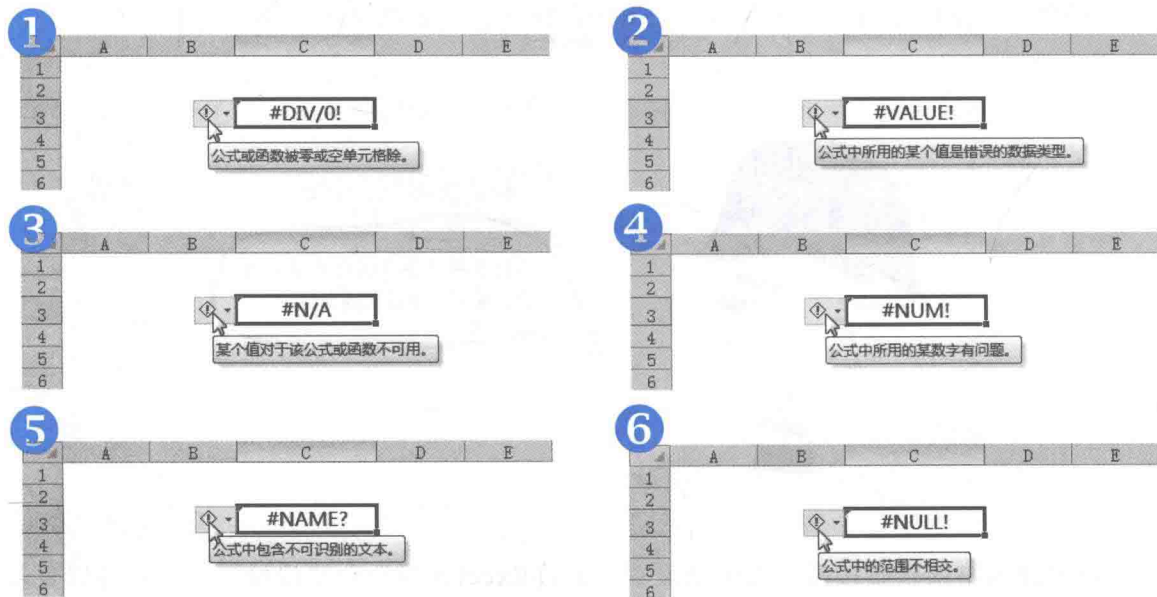 1
A B C D E
1
2
3 #DIV/0!
4 公式或函数被零或空单元格除。
5
6
2
A B C D E
1
2
3 #VALUE!
4 公式中所用的某个值是错误的数据类型。
5
6
3
A B C D E
1
2
3 #N/A
4 某个值对于该公式或函数不可用。
5
6
4
A B C D E
1
2
3 #NUM!
4 公式中所用的某数字有问题。
5
6
5
A B C D E
1
2
3 #NAME?
4 公式中包含不可识别的文本。
5
6
6
A B C D E
1
2
3 #NULL!
4
5 公式中的范围不相交。
6